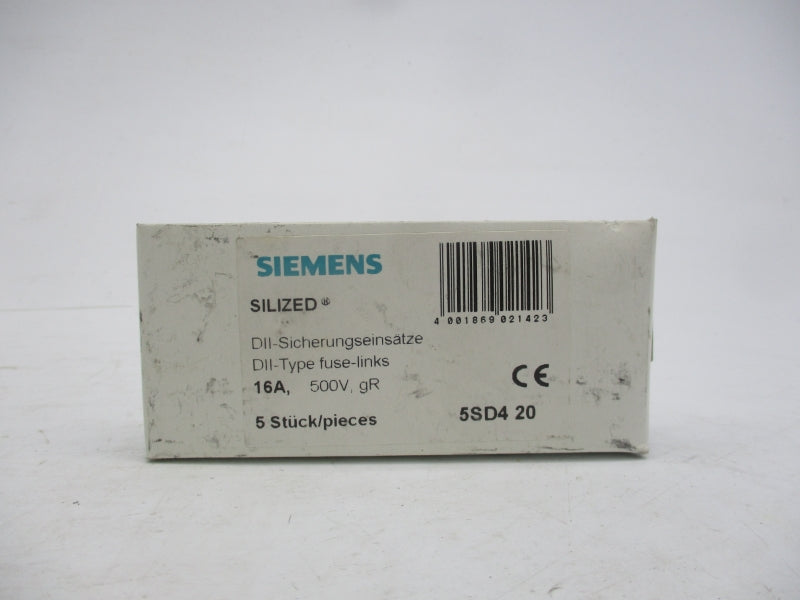 SIEMENS
SILIZED ®
4 001869 021423
DII-Sicherungseinsätze
DII-Type fuse-links
16A, 500V, gR
CE
5 Stück/pieces 5SD4 20